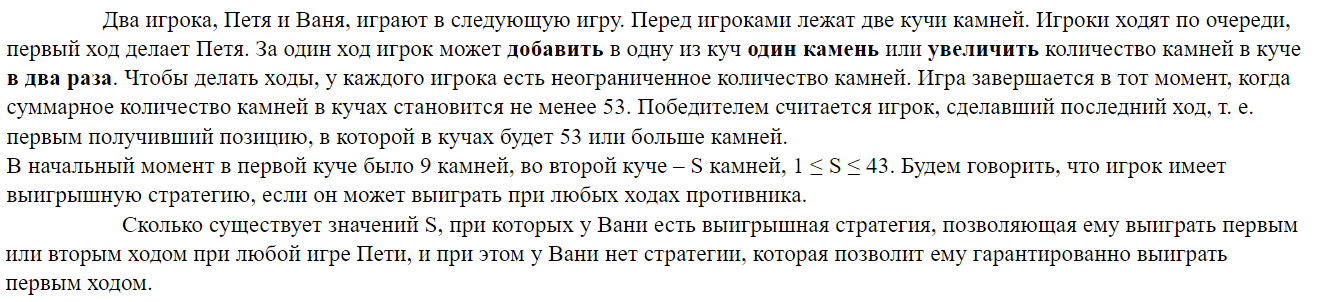 Два игрока, Петя и Ваня, играют в следующую игру. Перед игроками лежат две кучи камней. Игроки ходят по очереди,
первый ход делает Петя. За один ход игрок может добавить в одну из куч один камень или увеличить количество камней в куче
в два раза. Чтобы делать ходы, у каждого игрока есть неограниченное количество камней. Игра завершается в тот момент, когда
суммарное количество камней в кучах становится не менее 53. Победителем считается игрок, сделавший последний ход, т. е.
первым получивший позицию, в которой в кучах будет 53 или больше камней.
В начальный момент в первой куче было 9 камней, во второй куче – S камней, 1 ≤ S ≤ 43. Будем говорить, что игрок имеет
выигрышную стратегию, если он может выиграть при любых ходах противника.
Сколько существует значений S, при которых у Вани есть выигрышная стратегия, позволяющая ему выиграть первым
или вторым ходом при любой игре Пети, и при этом у Вани нет стратегии, которая позволит ему гарантированно выиграть
первым ходом.